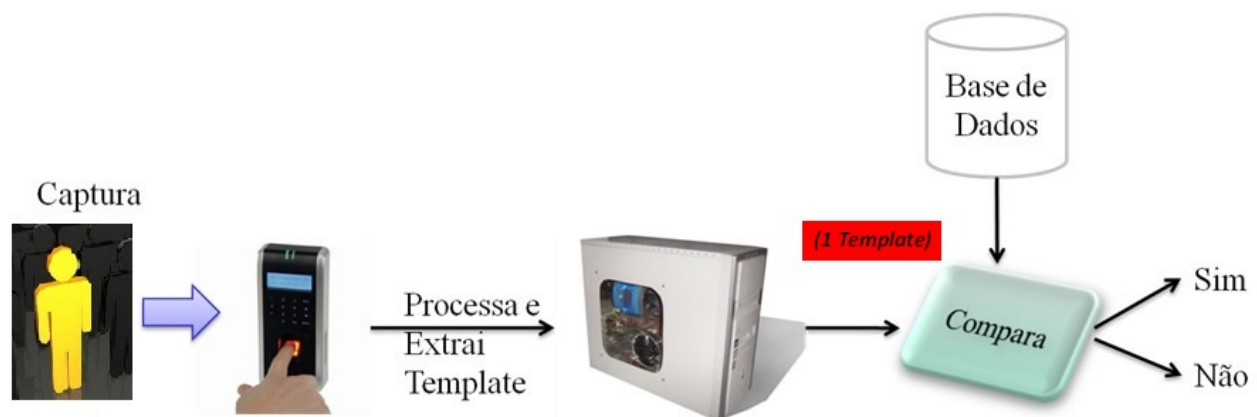 Base de
Dados
Captura
(1 Template)
Processa e
Extrai
Template
Compara
Sim
Não